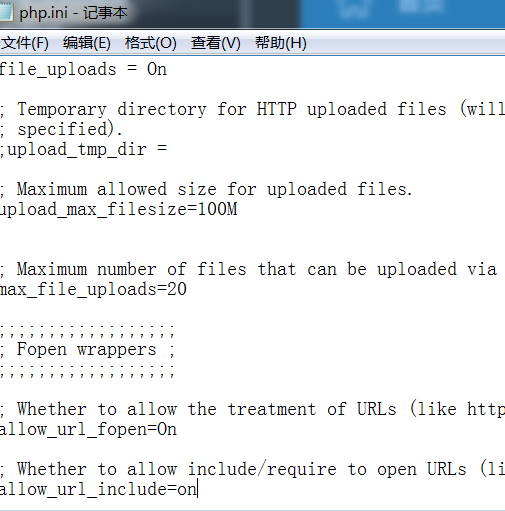 php.ini - 记事本
文件(F) 编辑(E) 格式(O) 查看(V) 帮助(H)
file_uploads = On
; Temporary directory for HTTP uploaded files (will
; specified).
;upload_tmp_dir =
; Maximum allowed size for uploaded files.
upload_max_filesize=100M
; Maximum number of files that can be uploaded via
max_file_uploads=20
;;;;;;;;;;;;;;;;;;
; Fopen wrappers ;
;;;;;;;;;;;;;;;;;;
; Whether to allow the treatment of URLs (like http
allow_url_fopen=On
; Whether to allow include/require to open URLs (li
allow_url_include=on